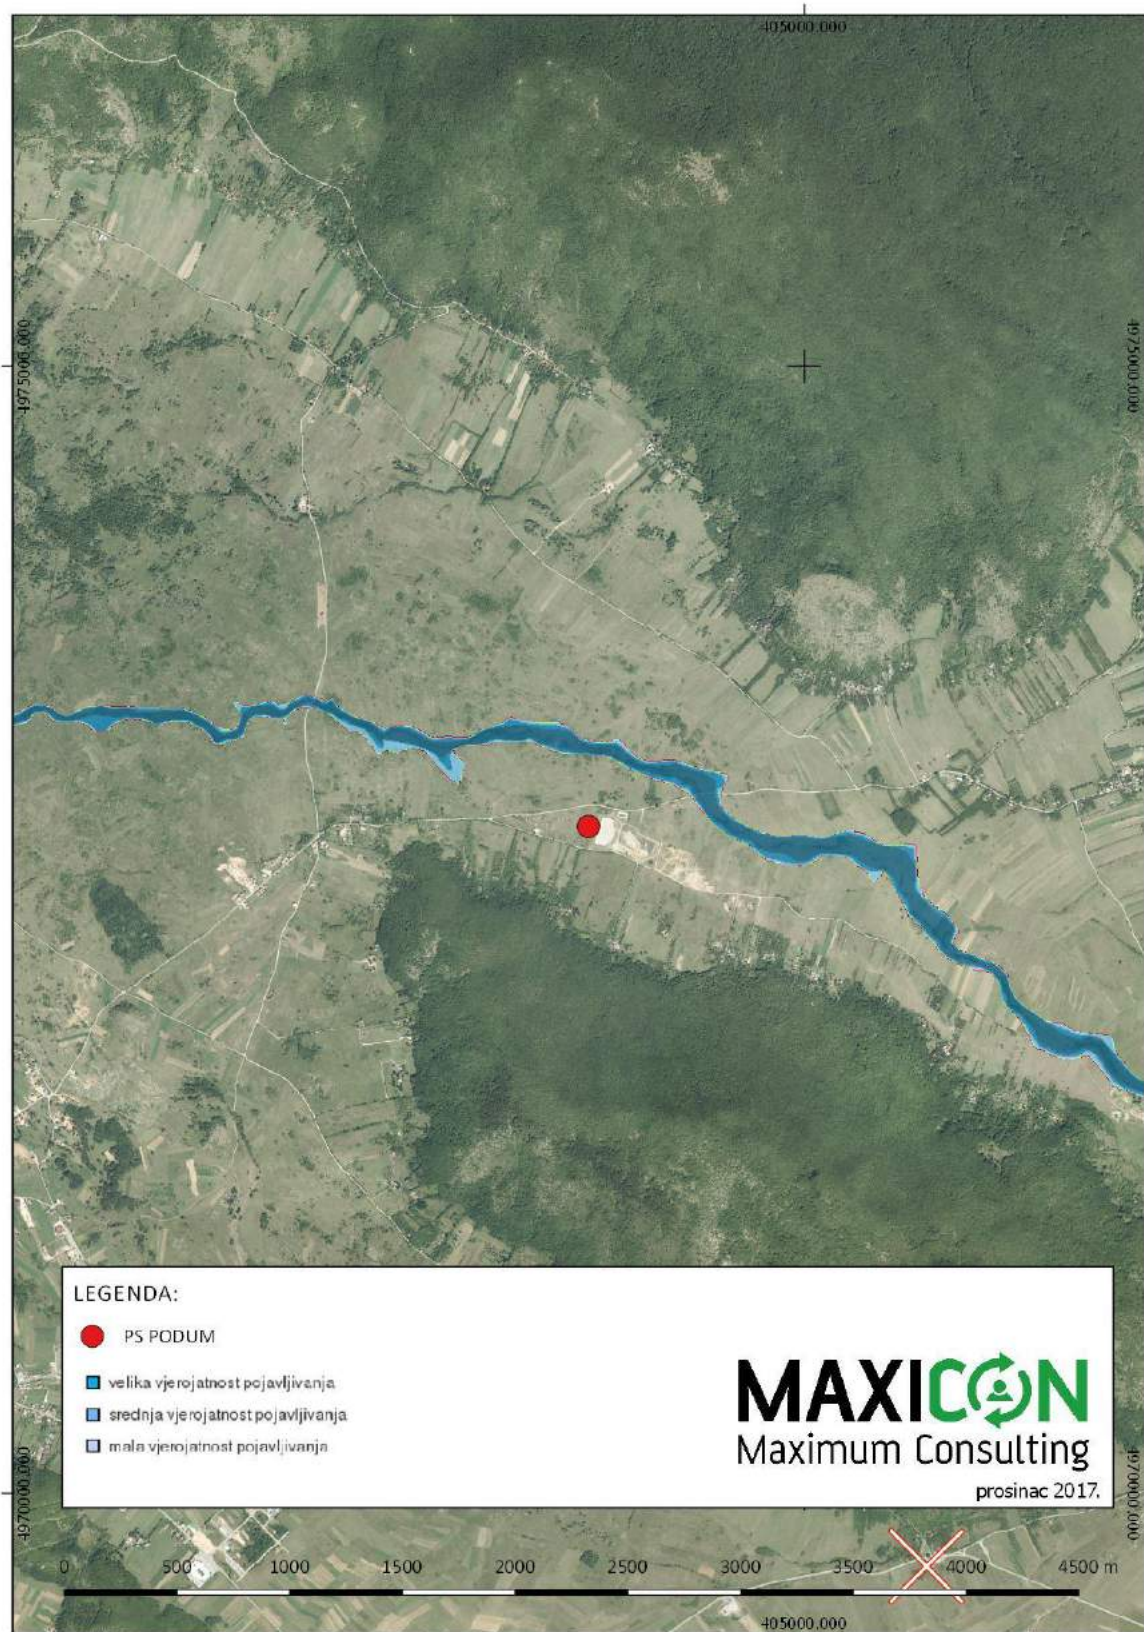 405000.000
4975000.000
4975000.000
LEGENDA:
PS PODUM
velika vjerojatnost pojavljivanja
srednja vjerojatnost pojavljivanja
mala vjerojatnost pojavljivanja
MAXICON
Maximum Consulting
prosinac 2017.
4970000.000
4970000.000
0 500 1000 1500 2000 2500 3000 3500 4000 4500 m
405000.000